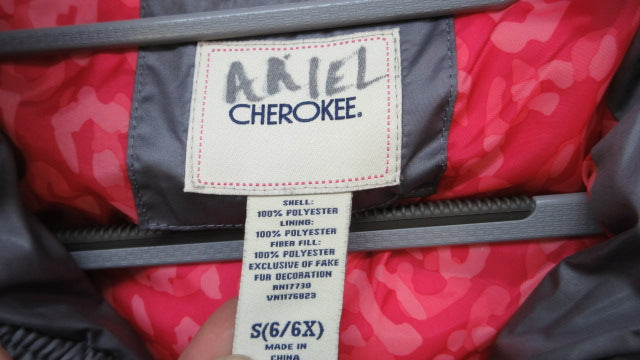 ARIEL
CHEROKEE.
SHELL:
100% POLYESTER
LINING:
100% POLYESTER
FIBER FILL:
100% POLYESTER
EXCLUSIVE OF FAKE
FUR DECORATION
RN17730
VN1176823
S(6/6X)
MADE IN
CHINA